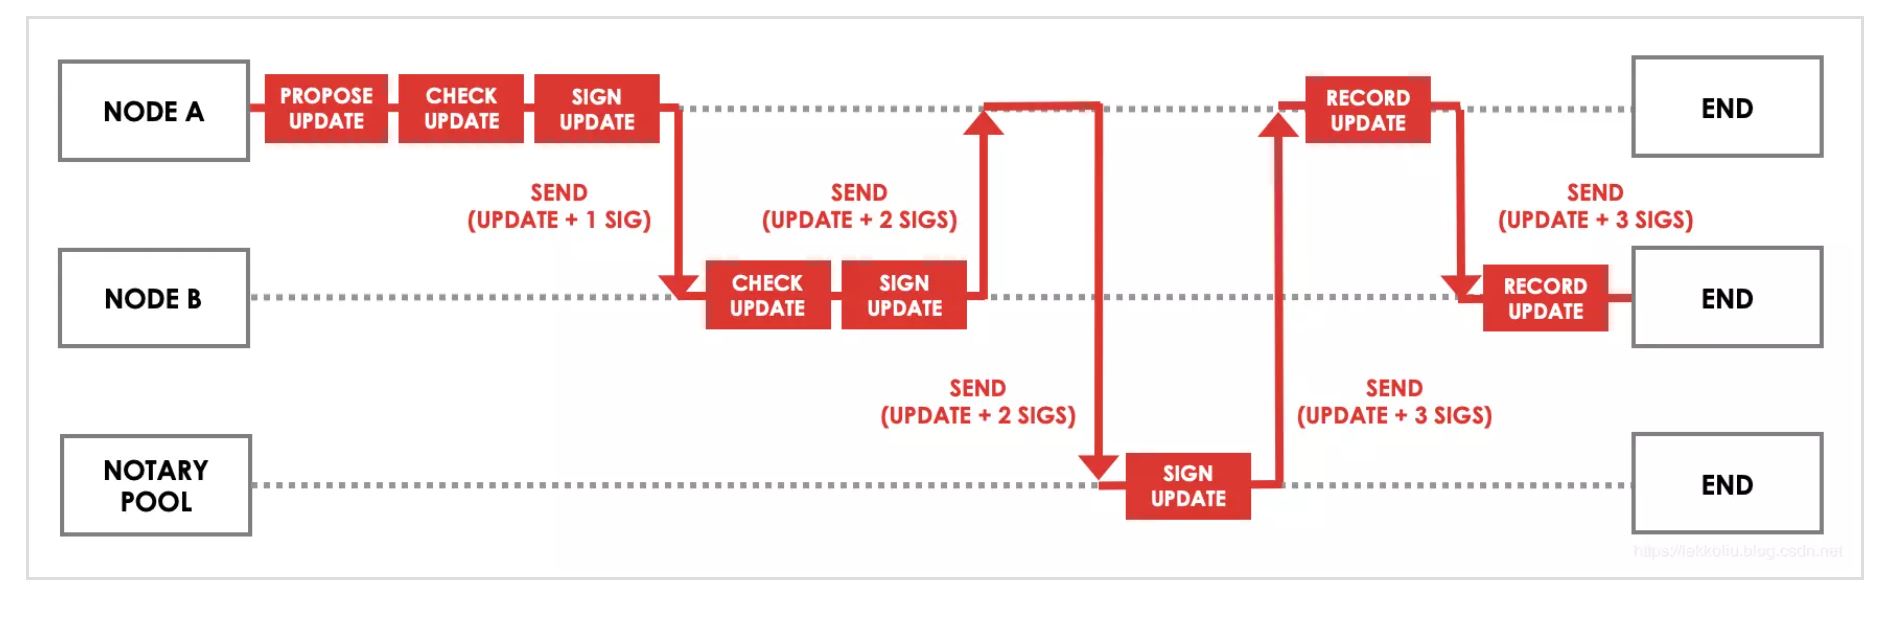 NODE A
PROPOSE
UPDATE
CHECK
UPDATE
SIGN
UPDATE
RECORD
UPDATE
END
SEND
(UPDATE + 1 SIG)
SEND
(UPDATE + 2 SIGS)
SEND
(UPDATE + 3 SIGS)
NODE B
CHECK
UPDATE
SIGN
UPDATE
RECORD
UPDATE
END
SEND
(UPDATE + 2 SIGS)
SEND
(UPDATE + 3 SIGS)
NOTARY
POOL
SIGN
UPDATE
END
https://lekkoliu.blog.csdn.net